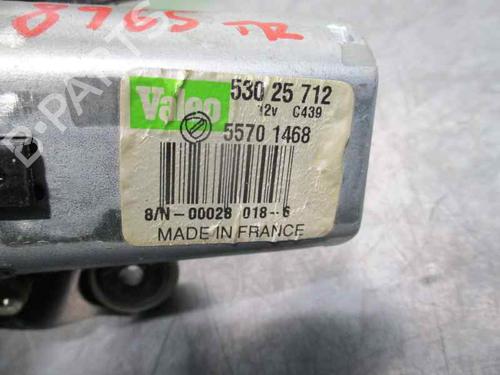 8765 TR
Valeo
530 25 712
12v C439
5570 1468
S/N-00028 018-6
MADE IN FRANCE
D-PARTS